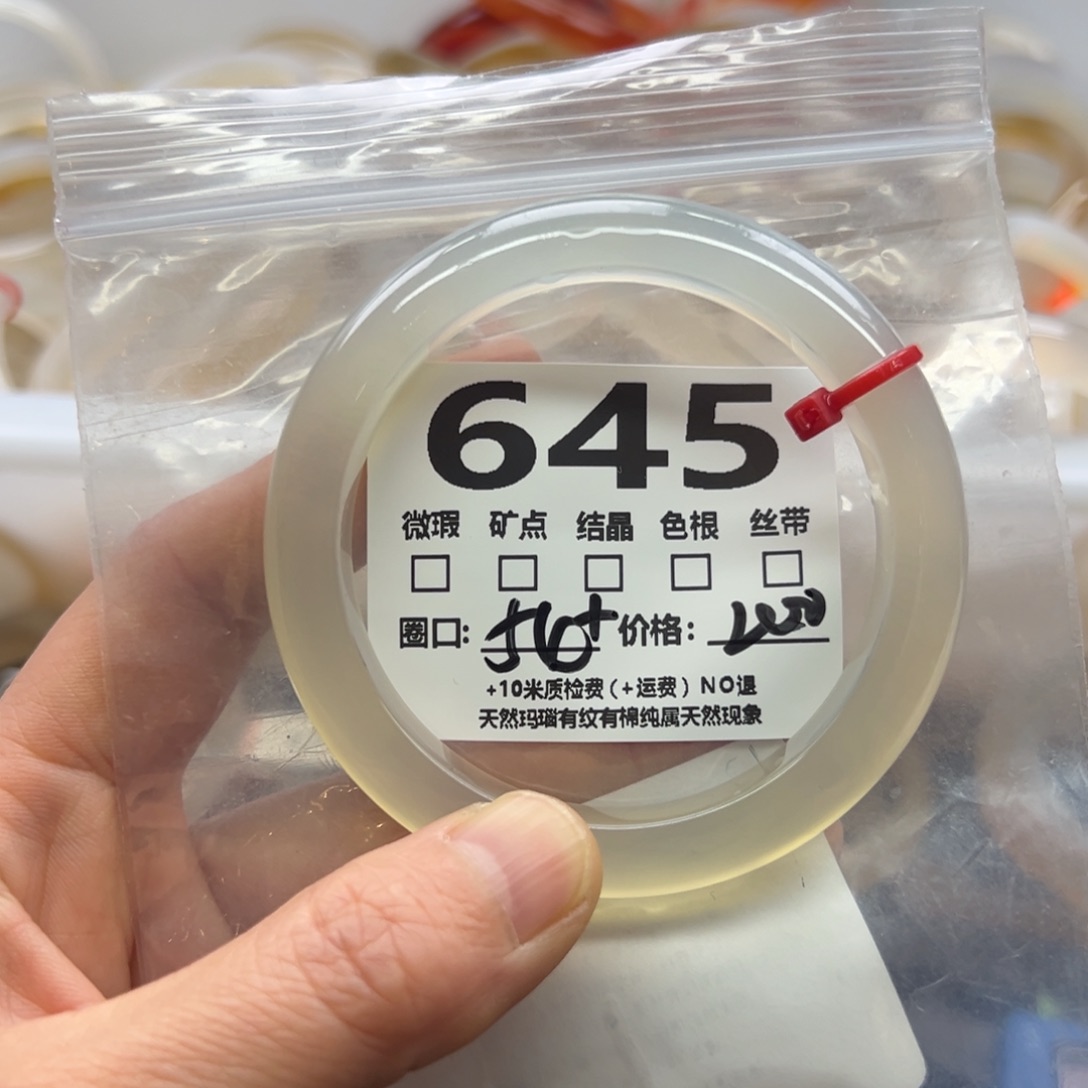 645
微瑕 矿点 结晶 色根 丝带
圈口: 56+ 价格:
+10米质检费(+运费) NO退
天然玛瑙有纹有棉纯属天然现象